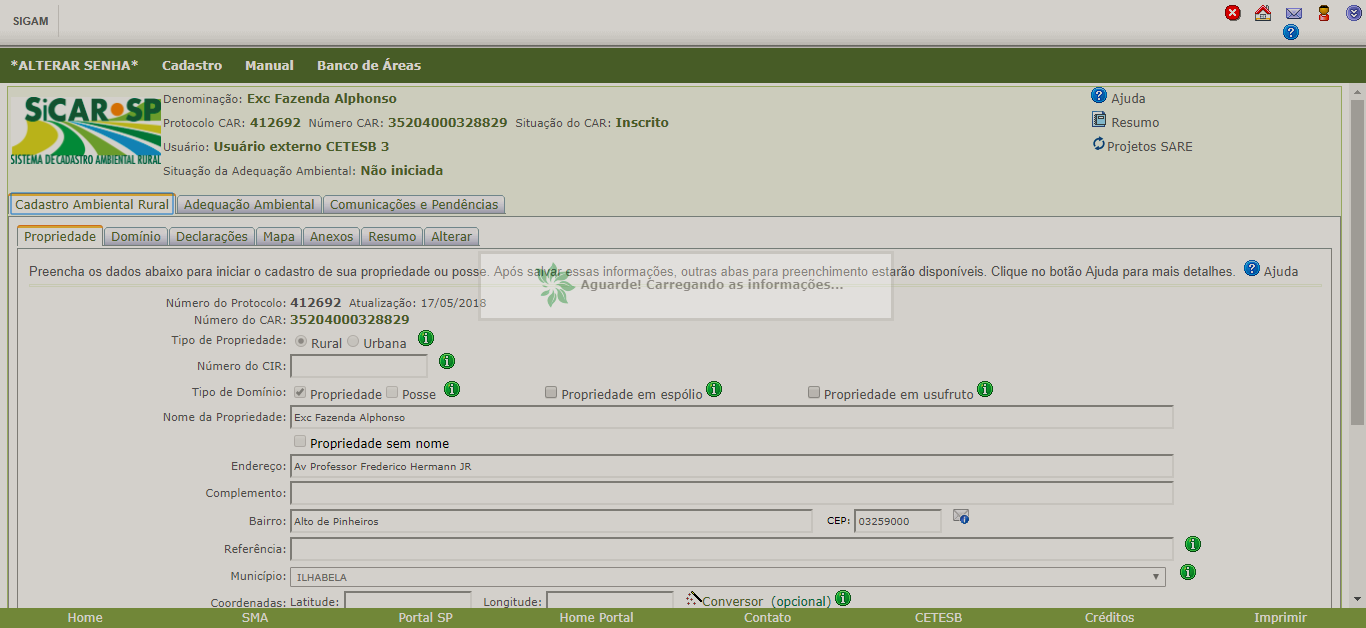 SIGAM
*ALTERAR SENHA* Cadastro Manual Banco de Áreas
SiCAR.SP
SISTEMA DE CADASTRO AMBIENTAL RURAL
Denominação: Exc Fazenda Alphonso
Protocolo CAR: 412692 Número CAR: 35204000328829 Situação do CAR: Inscrito
Usuário: Usuário externo CETESB 3
Situação da Adequação Ambiental: Não iniciada
Ajuda
Resumo
Projetos SARE
Cadastro Ambiental Rural Adequação Ambiental Comunicações e Pendências
Propriedade Domínio Declarações Mapa Anexos Resumo Alterar
Preencha os dados abaixo para iniciar o cadastro de sua propriedade ou posse. Após salvar essas informações, outras abas para preenchimento estarão disponíveis. Clique no botão Ajuda para mais detalhes. Ajuda
Aguarde! Carregando as informações...
Número do Protocolo: 412692 Atualização: 17/05/2018
Número do CAR: 35204000328829
Tipo de Propriedade: Rural Urbana
Número do CIR:
Tipo de Domínio: Propriedade Posse Propriedade em espólio Propriedade em usufruto
Nome da Propriedade: Exc Fazenda Alphonso
Propriedade sem nome
Endereço: Av Professor Frederico Hermann JR
Complemento:
Bairro: Alto de Pinheiros CEP: 03259000
Referência:
Município: ILHABELA
Coordenadas: Latitude: Longitude: Conversor (opcional)
Home SMA Portal SP Home Portal Contato CETESB Créditos Imprimir